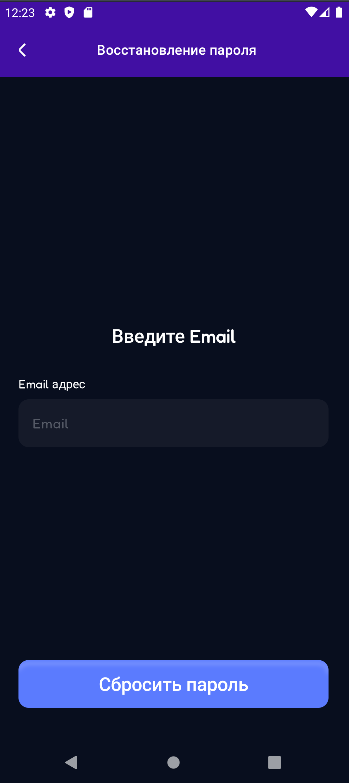 12:23
Восстановление пароля
Введите Email
Email адрес
Email
Сбросить пароль